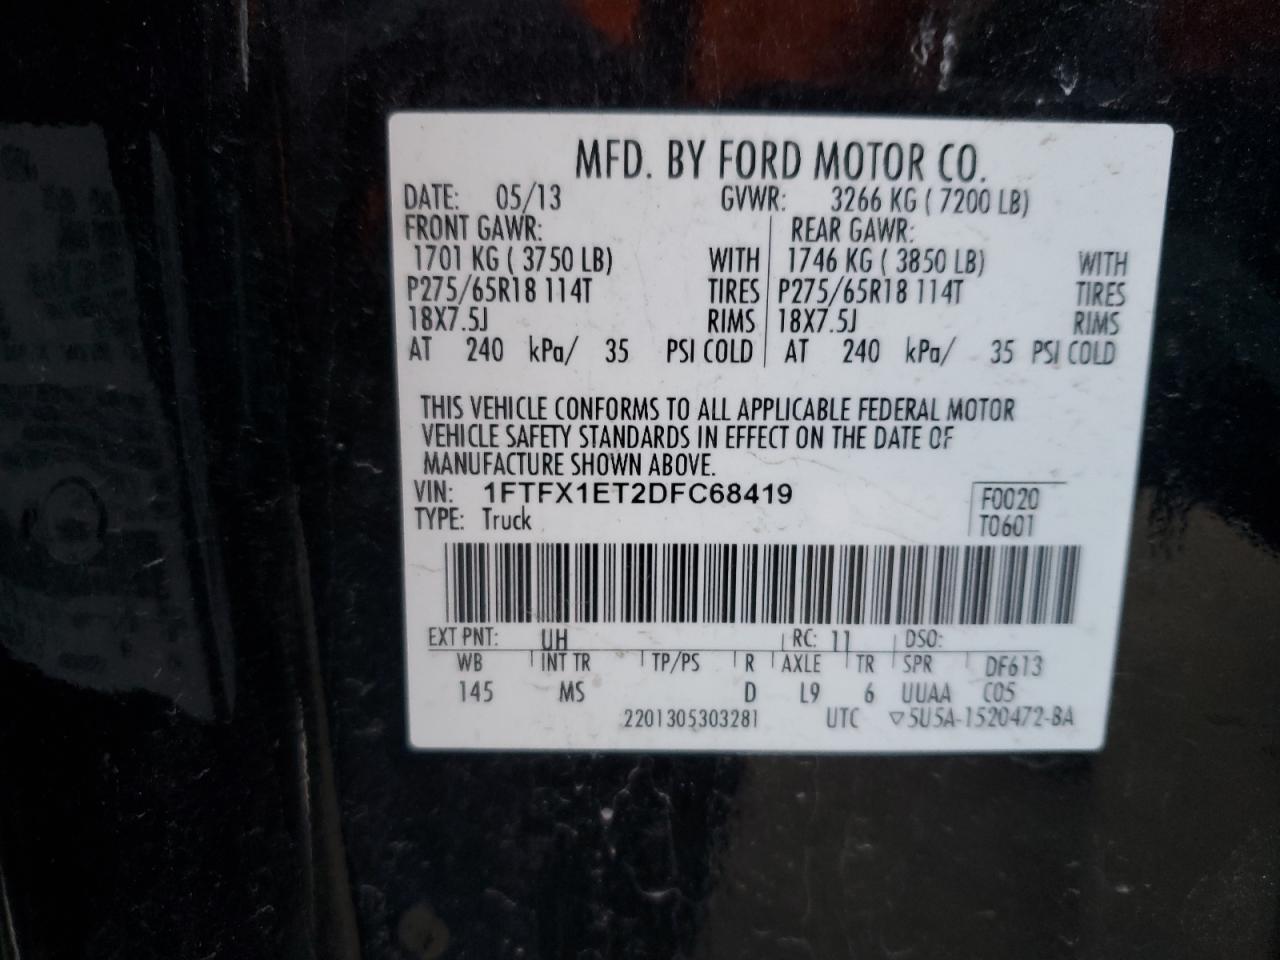 MFD. BY FORD MOTOR CO.
DATE: 05/13 GVWR: 3266 KG ( 7200 LB)
FRONT GAWR: REAR GAWR:
1701 KG ( 3750 LB) WITH 1746 KG ( 3850 LB) WITH
P275/65R18 114T TIRES P275/65R18 114T TIRES
18X7.5J RIMS 18X7.5J RIMS
AT 240 kPa/ 35 PSI COLD AT 240 kPa/ 35 PSI COLD
THIS VEHICLE CONFORMS TO ALL APPLICABLE FEDERAL MOTOR
VEHICLE SAFETY STANDARDS IN EFFECT ON THE DATE OF
MANUFACTURE SHOWN ABOVE.
VIN: 1FTFX1ET2DFC68419 F0020
TYPE: Truck T0601
EXT PNT: UH RC: 11 DSO:
WB INT TR TP/PS R AXLE TR SPR DF613
145 MS D L9 6 UUAA C05
2201305303281 UTC ▽5U5A-1520472-BA